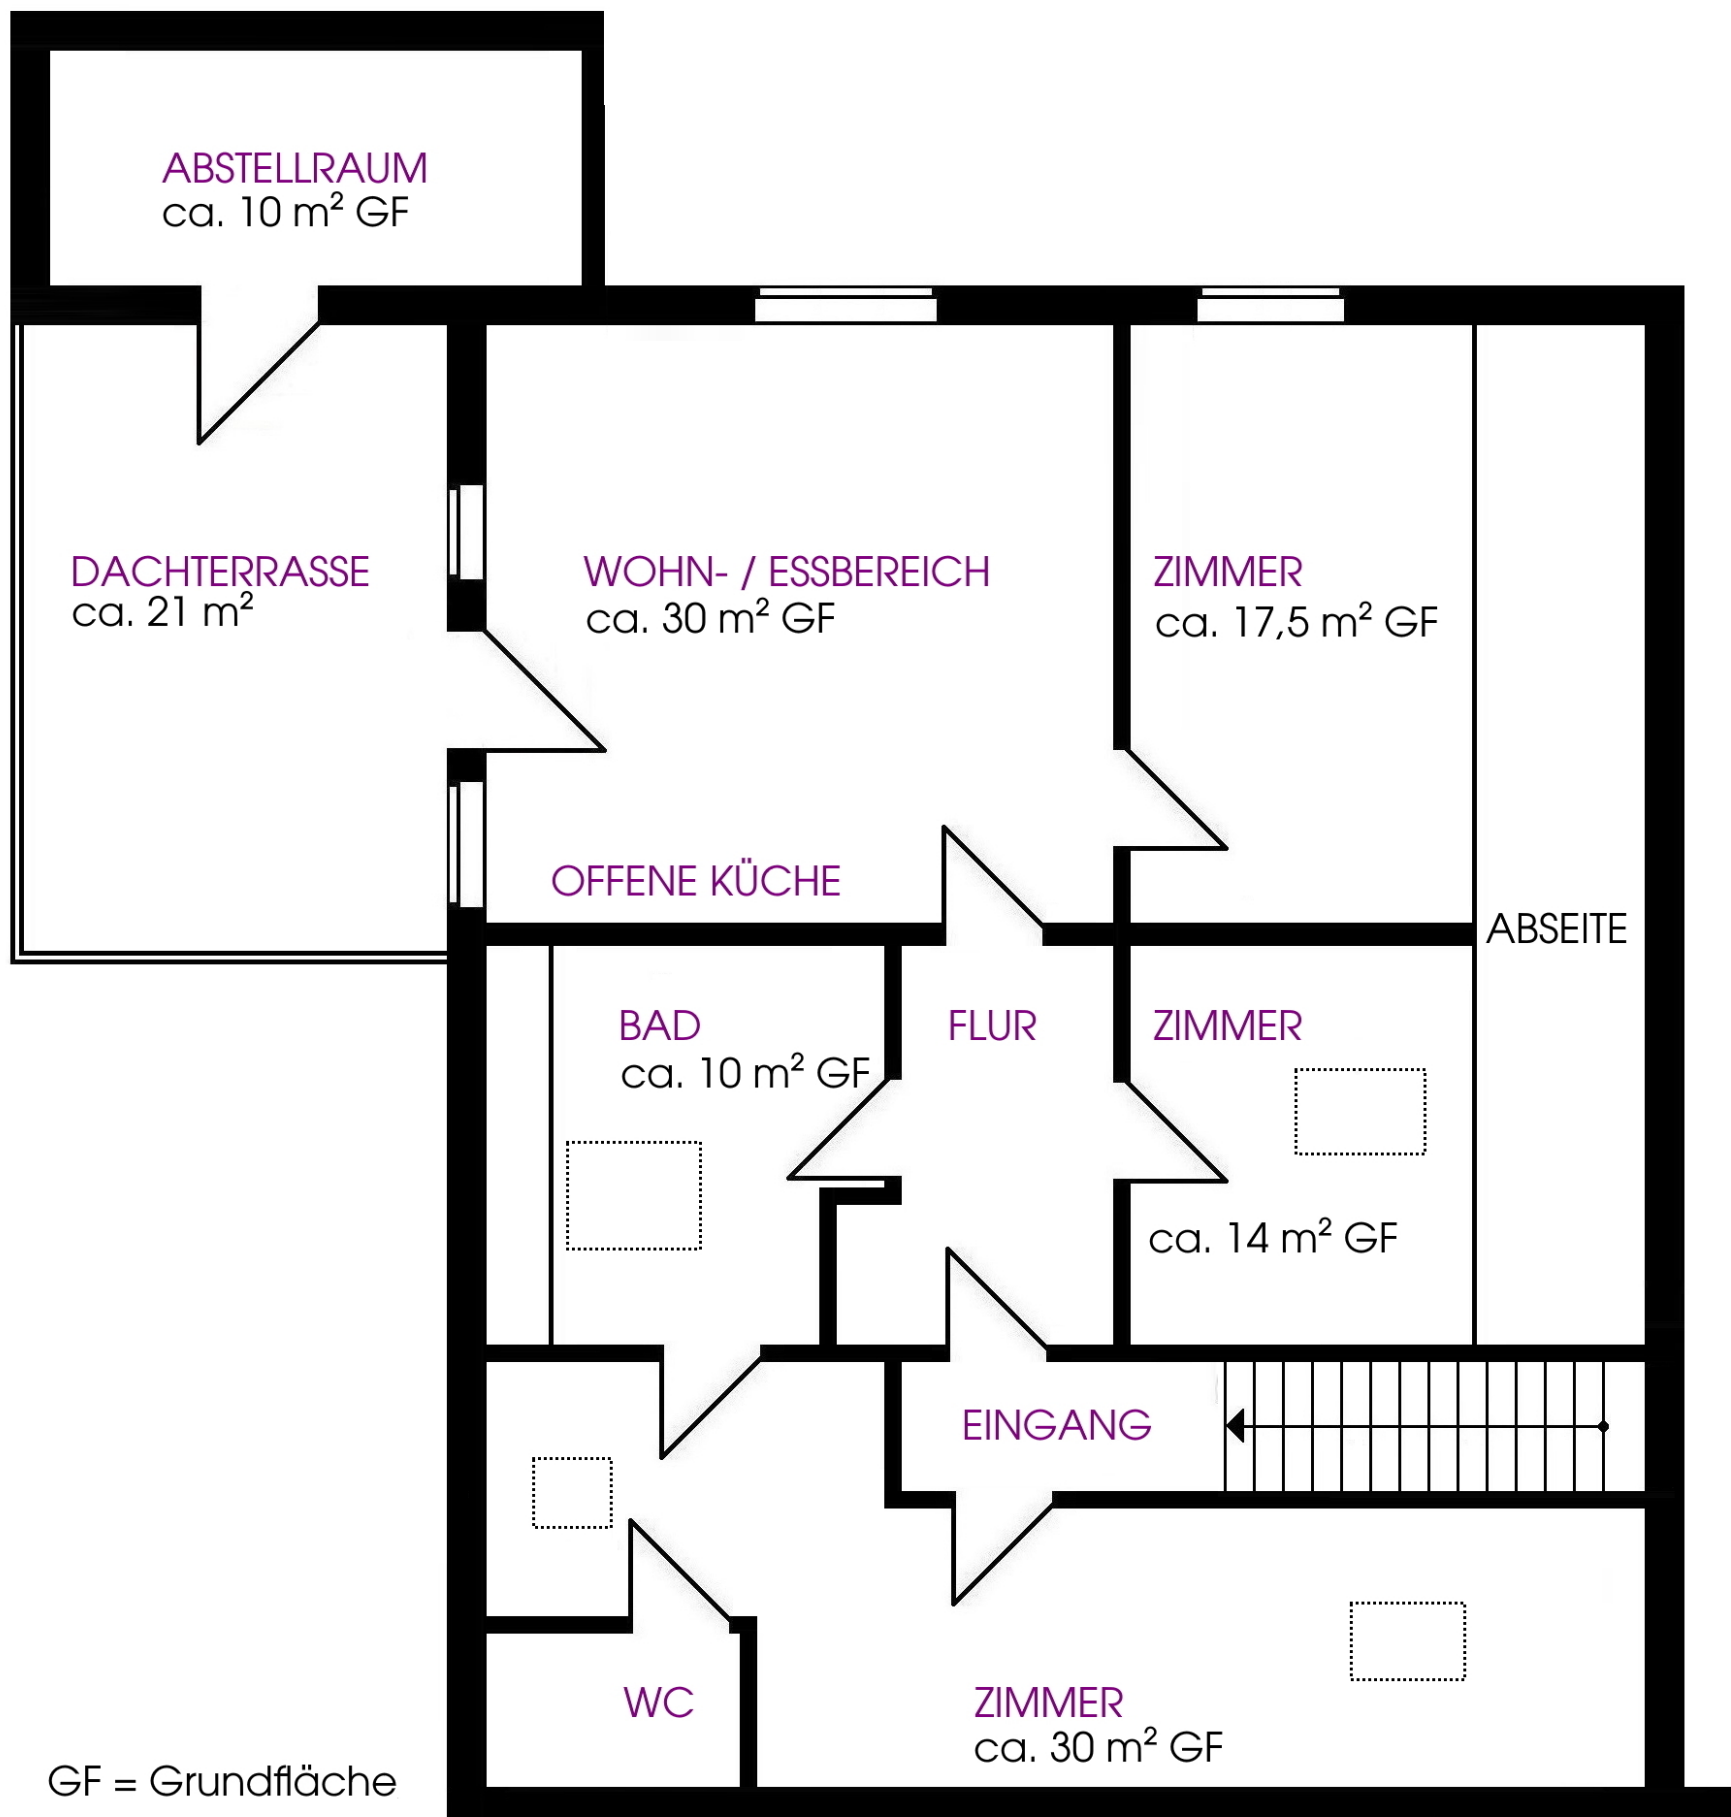 ABSTELLRAUM
ca. 10 m² GF
DACHTERRASSE
ca. 21 m²
WOHN- / ESSBEREICH
ca. 30 m² GF
ZIMMER
ca. 17,5 m² GF
OFFENE KÜCHE
ABSEITE
BAD
ca. 10 m² GF
FLUR
ZIMMER
ca. 14 m² GF
EINGANG
WC
ZIMMER
ca. 30 m² GF
GF = Grundfläche